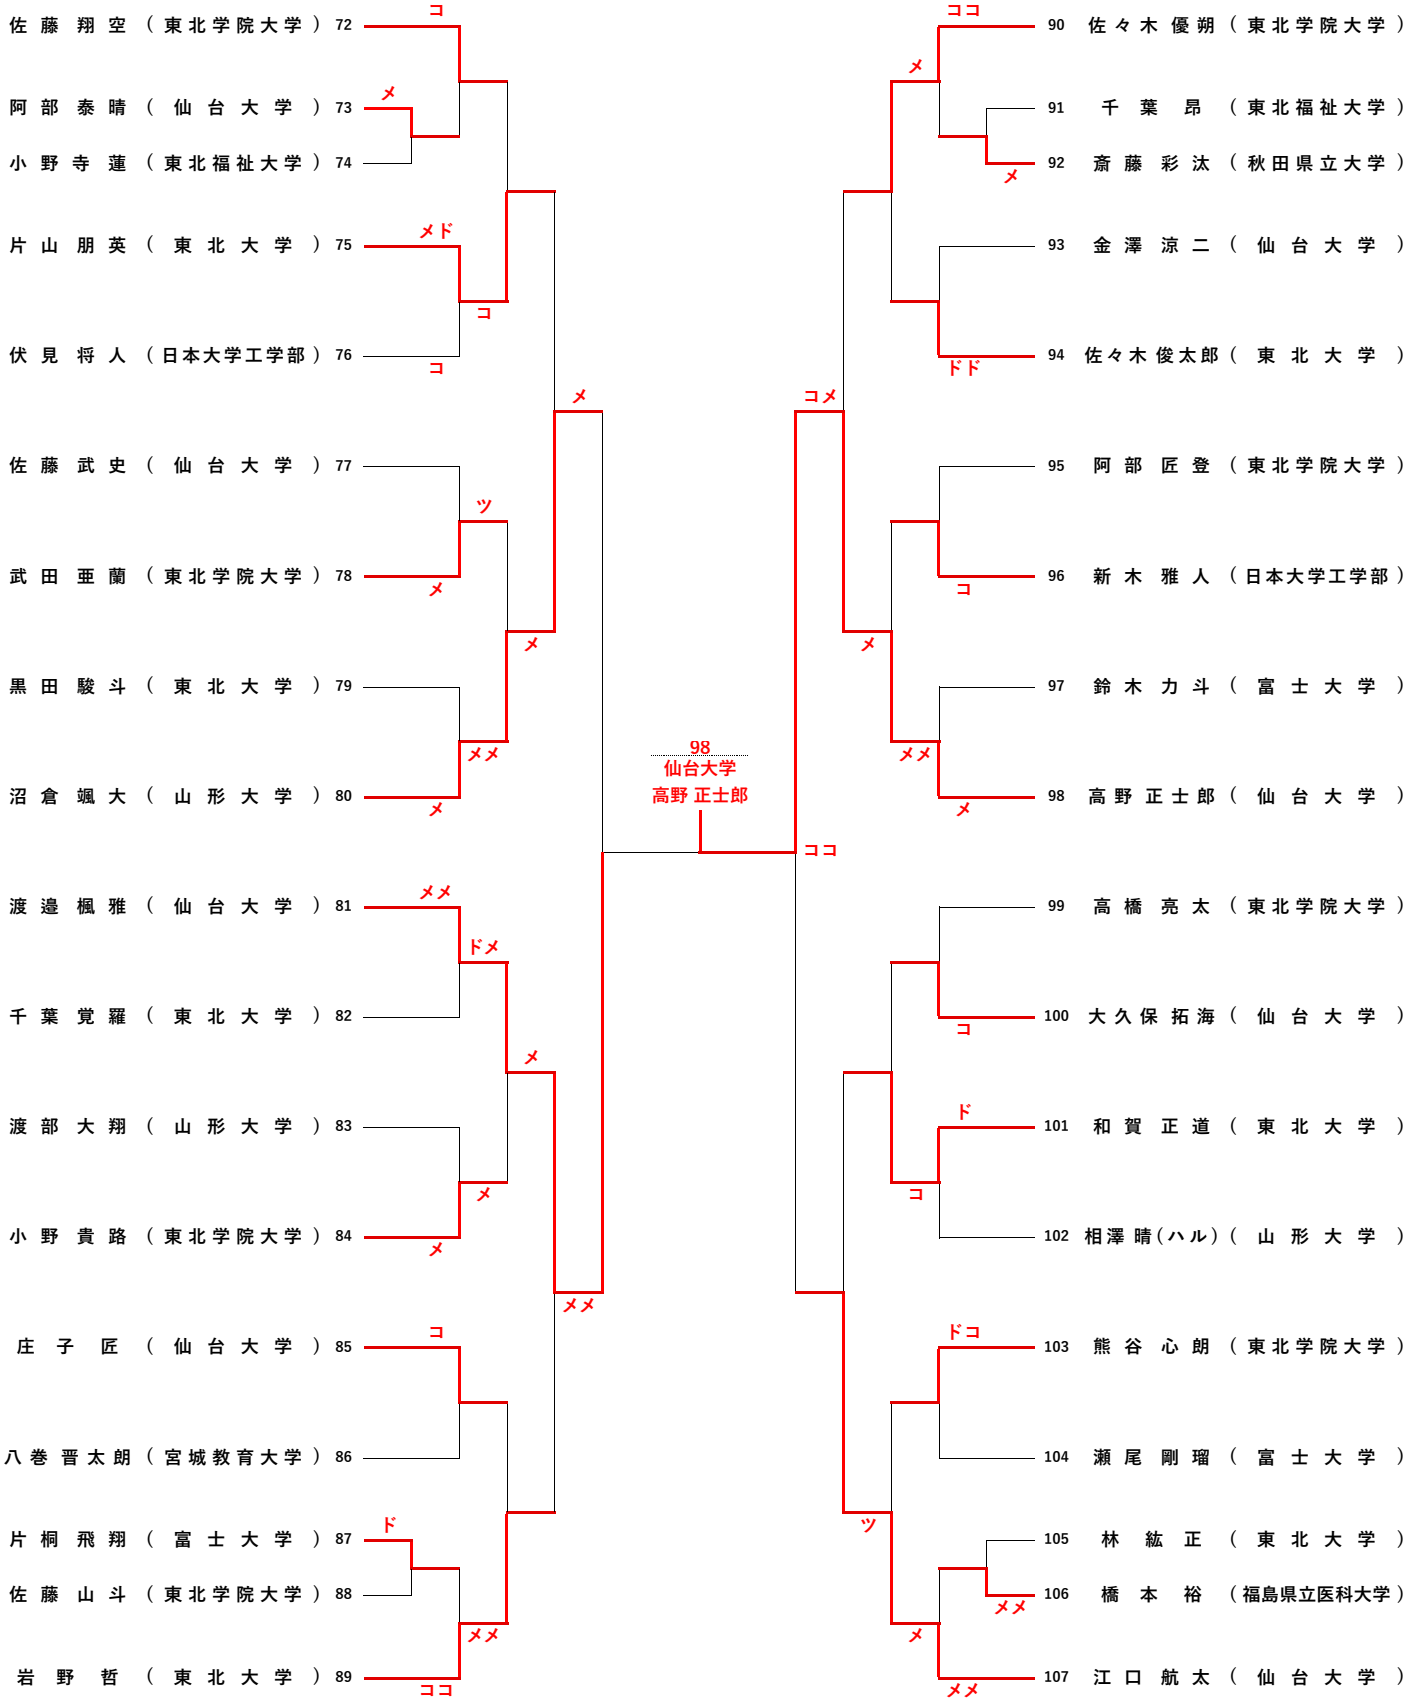 コ
佐藤 翔空 ( 東北学院大学 ) 72
メ
阿部 泰晴 ( 仙台大学 ) 73
小野寺 蓮 ( 東北福祉大学 ) 74
メド
片山 朋英 ( 東北大学 ) 75
コ
伏見 将人 ( 日本大学工学部 ) 76
コ
メ
佐藤 武史 ( 仙台大学 ) 77
ツ
武田 亜蘭 ( 東北学院大学 ) 78
メ
メ
黒田 駿斗 ( 東北大学 ) 79
メメ
沼倉 颯大 ( 山形大学 ) 80
メ
メメ
渡邉 楓雅 ( 仙台大学 ) 81
ドメ
千葉 覚羅 ( 東北大学 ) 82
メ
渡部 大翔 ( 山形大学 ) 83
メ
小野 貴路 ( 東北学院大学 ) 84
メ
メメ
コ
庄子 匠 ( 仙台大学 ) 85
八巻 晋太朗 ( 宮城教育大学 ) 86
ド
片桐 飛翔 ( 富士大学 ) 87
佐藤 山斗 ( 東北学院大学 ) 88
メメ
岩野 哲 ( 東北大学 ) 89
ココ
98
仙台大学
高野 正士郎
ココ
90 佐々木 優朔 ( 東北学院大学 )
メ
91 千葉 昂 ( 東北福祉大学 )
92 斎藤 彩汰 ( 秋田県立大学 )
メ
93 金澤 涼二 ( 仙台大学 )
94 佐々木 俊太郎 ( 東北大学 )
ドド
コメ
95 阿部 匠登 ( 東北学院大学 )
96 新木 雅人 ( 日本大学工学部 )
コ
メ
97 鈴木 力斗 ( 富士大学 )
メメ
98 高野 正士郎 ( 仙台大学 )
メ
ココ
99 高橋 亮太 ( 東北学院大学 )
100 大久保 拓海 ( 仙台大学 )
コ
ド
101 和賀 正道 ( 東北大学 )
コ
102 相澤 晴(ハル) ( 山形大学 )
ドコ
103 熊谷 心朗 ( 東北学院大学 )
104 瀬尾 剛瑠 ( 富士大学 )
ツ
105 林 紘正 ( 東北大学 )
106 橋本 裕 ( 福島県立医科大学 )
メメ
メ
107 江口 航太 ( 仙台大学 )
メメ